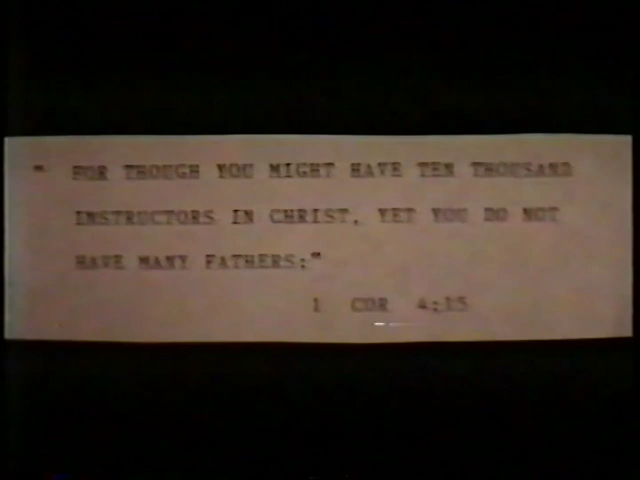 " FOR THOUGH YOU MIGHT HAVE TEN THOUSAND
INSTRUCTORS IN CHRIST, YET YOU DO NOT
HAVE MANY FATHERS;"
1 COR 4:15